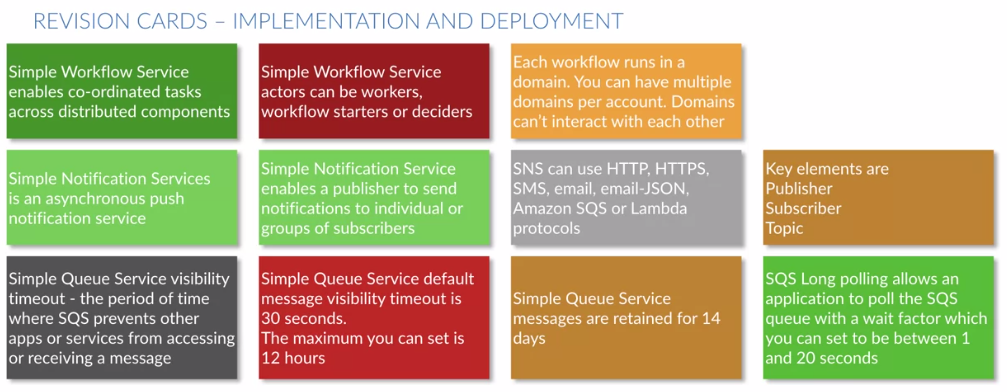 REVISION CARDS – IMPLEMENTATION AND DEPLOYMENT
Simple Workflow Service
enables co-ordinated tasks
across distributed components
Simple Workflow Service
actors can be workers,
workflow starters or deciders
Each workflow runs in a
domain. You can have multiple
domains per account. Domains
can't interact with each other
Simple Notification Services
is an asynchronous push
notification service
Simple Notification Service
enables a publisher to send
notifications to individual or
groups of subscribers
SNS can use HTTP, HTTPS,
SMS, email, email-JSON,
Amazon SQS or Lambda
protocols
Key elements are
Publisher
Subscriber
Topic
Simple Queue Service visibility
timeout - the period of time
where SQS prevents other
apps or services from accessing
or receiving a message
Simple Queue Service default
message visibility timeout is
30 seconds.
The maximum you can set is
12 hours
Simple Queue Service
messages are retained for 14
days
SQS Long polling allows an
application to poll the SQS
queue with a wait factor which
you can set to be between 1
and 20 seconds